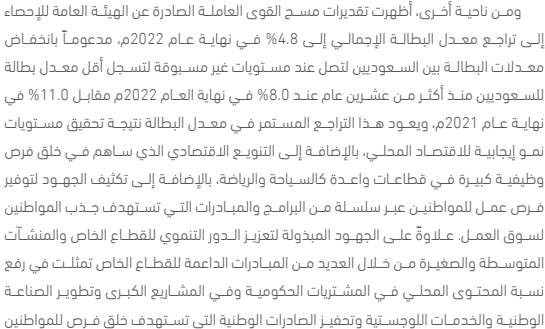 ومن ناحية أخرى، أظهرت تقديرات مسح القوى العاملة الصادرة عن الهيئة العامة للإحصاء
إلى تراجع معدل البطالة الإجمالي إلى 4.8% في نهاية عام 2022م، مدعوماً بانخفاض
معدلات البطالة بين السعوديين لتصل عند مستويات غير مسبوقة لتسجل أقل معدل بطالة
للسعوديين منذ أكثر من عشرين عام عند 8.0% في نهاية العام 2022م مقابل 11.0% في
نهاية عام 2021م، ويعود هذا التراجع المستمر في معدل البطالة نتيجة تحقيق مستويات
نمو إيجابية للاقتصاد المحلي، بالإضافة إلى التنويع الاقتصادي الذي ساهم في خلق فرص
وظيفية كبيرة في قطاعات واعدة كالسياحة والرياضة، بالإضافة إلى تكثيف الجهود لتوفير
فرص عمل للمواطنين عبر سلسلة من البرامج والمبادرات التي تستهدف جذب المواطنين
لسوق العمل. علاوةً على الجهود المبذولة لتعزيز الدور التنموي للقطاع الخاص والمنشآت
المتوسطة والصغيرة من خلال العديد من المبادرات الداعمة للقطاع الخاص تمثلت في رفع
نسبة المحتوى المحلي في المشتريات الحكومية وفي المشاريع الكبرى وتطوير الصناعة
الوطنية والخدمات اللوجستية وتحفيز الصادرات الوطنية التي تستهدف خلق فرص للمواطنين